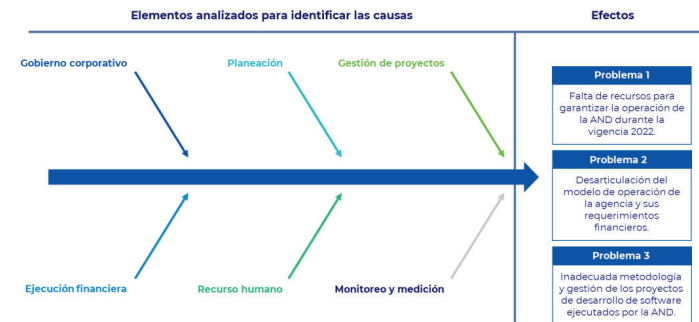 Elementos analizados para identificar las causas
Efectos
Gobierno corporativo
Planeación
Gestión de proyectos
Ejecución financiera
Recurso humano
Monitoreo y medición
Problema 1
Falta de recursos para
garantizar la operación de
la AND durante la
vigencia 2022.
Problema 2
Desarticulación del
modelo de operación de
la agencia y sus
requerimientos
financieros.
Problema 3
Inadecuada metodología
y gestión de los proyectos
de desarrollo de software
ejecutados por la AND.